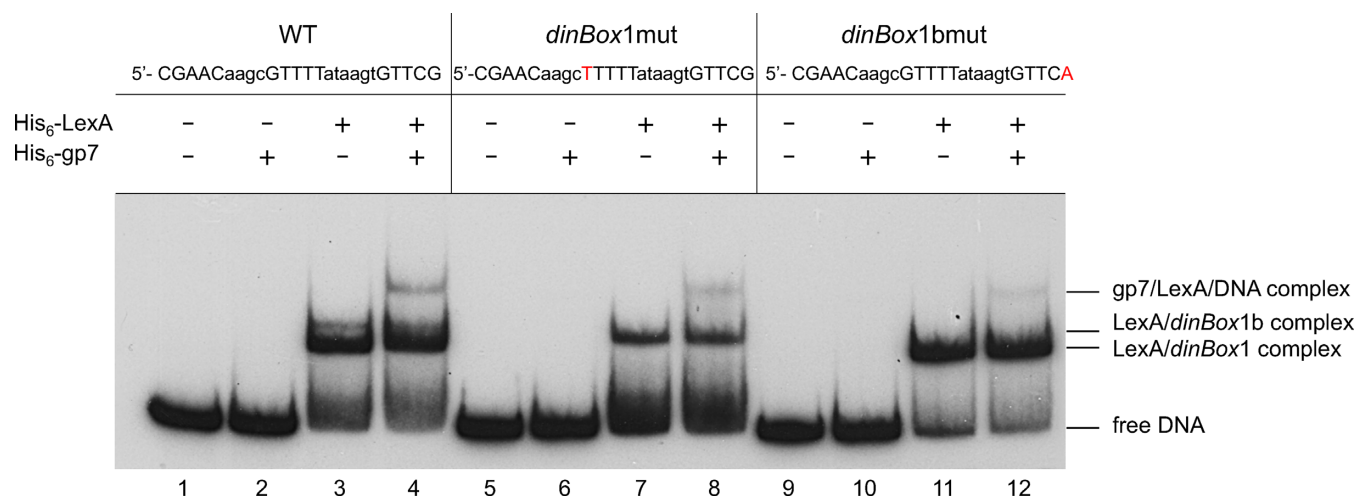 WT dinBox1mut dinBox1bmut
5’- CGAACaagcGTTTTataagtGTTCG 5’-CGAACaagcTTTTTataagtGTTCG 5’- CGAACaagcGTTTTataagtGTTCA
His6-LexA – – + + – – + + – – + +
His6-gp7 – + – + – + – + – + – +
gp7/LexA/DNA complex
LexA/dinBox1b complex
LexA/dinBox1 complex
free DNA
1 2 3 4 5 6 7 8 9 10 11 12